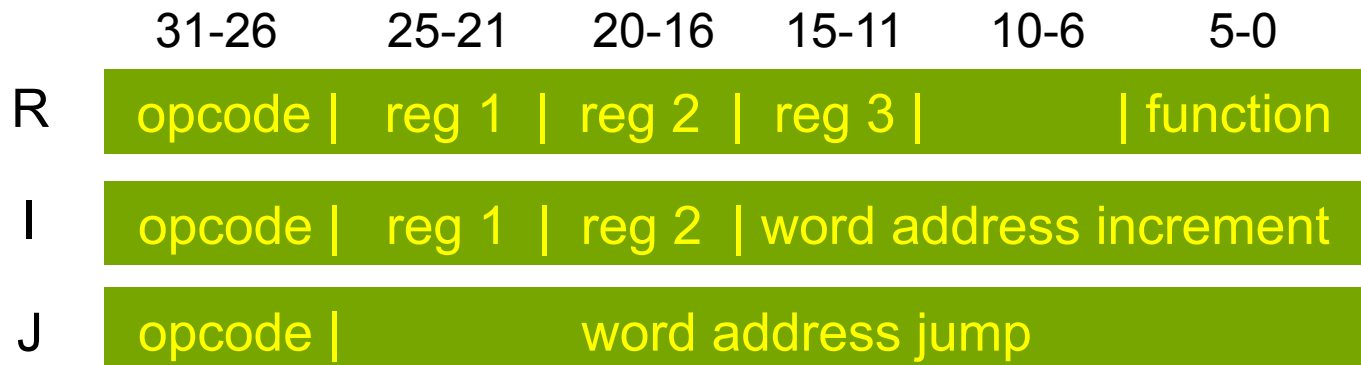 31-26 25-21 20-16 15-11 10-6 5-0
R opcode | reg 1 | reg 2 | reg 3 | | function
I opcode | reg 1 | reg 2 | word address increment
J opcode | word address jump